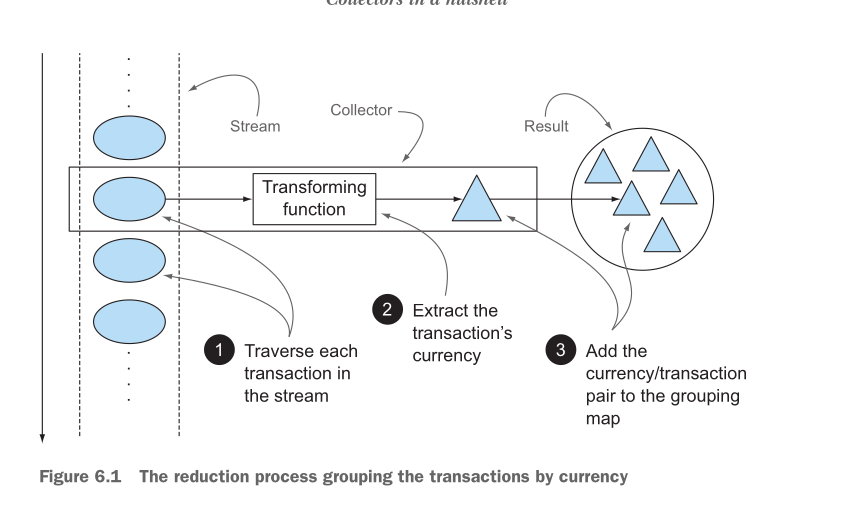 Collectors in a nutshell
Stream
Collector
Result
Transforming
function
1 Traverse each
transaction in
the stream
2 Extract the
transaction's
currency
3 Add the
currency/transaction
pair to the grouping
map
Figure 6.1 The reduction process grouping the transactions by currency